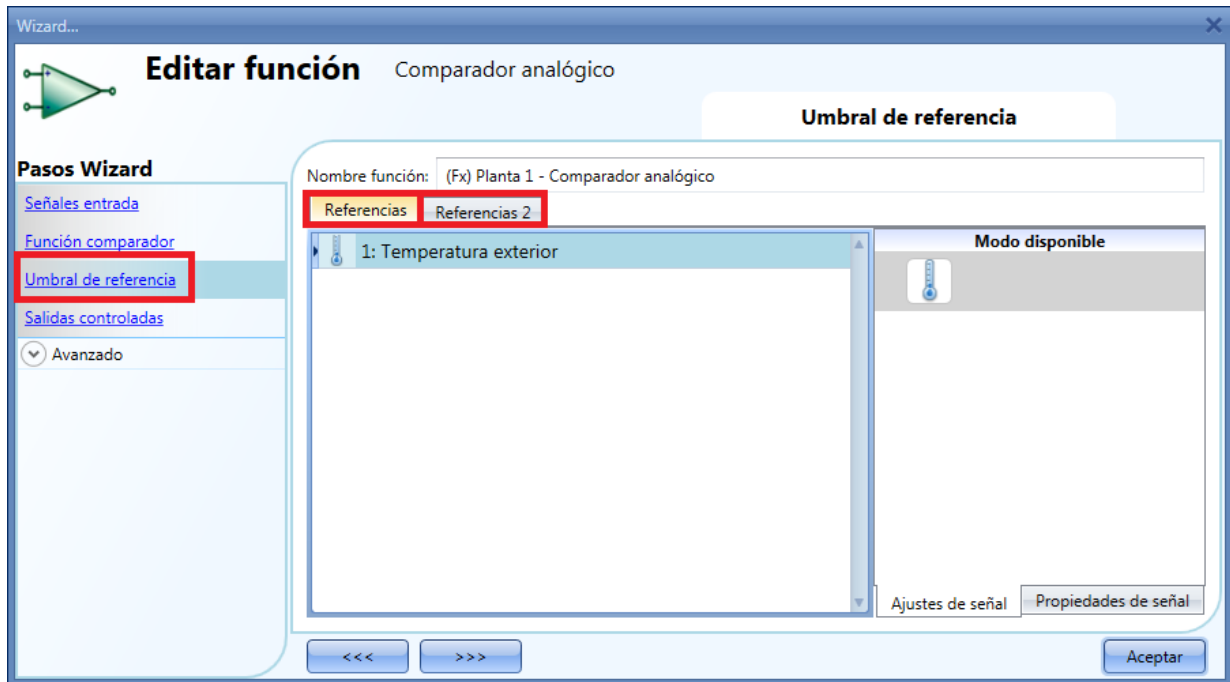 Wizard...
Editar función Comparador analógico
Umbral de referencia
Pasos Wizard
Señales entrada
Función comparador
Umbral de referencia
Salidas controladas
Avanzado
Nombre función: (Fx) Planta 1 - Comparador analógico
Referencias Referencias 2
1: Temperatura exterior
Modo disponible
Ajustes de señal Propiedades de señal
<<< >>> Aceptar